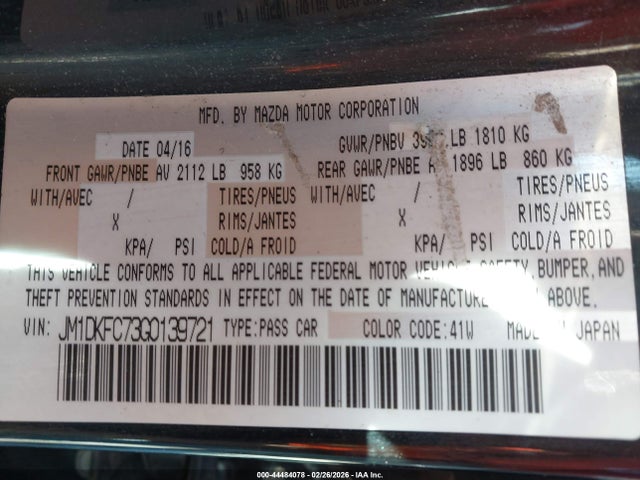 MFD. BY MAZDA MOTOR CORPORATION
DATE 04/16 GVWR/PNBV LB 1810 KG
FRONT GAWR/PNBE AV 2112 LB 958 KG REAR GAWR/PNBE 1896 LB 860 KG
WITH/AVEC / TIRES/PNEUS WITH/AVEC / TIRES/PNEUS
X RIMS/JANTES X RIMS/JANTES
KPA/ PSI COLD/A FROID KPA/ PSI COLD/A FROID
THIS VEHICLE CONFORMS TO ALL APPLICABLE FEDERAL MOTOR VEHICLE SAFETY, BUMPER, AND
THEFT PREVENTION STANDARDS IN EFFECT ON THE DATE OF MANUFACTURE SHOWN ABOVE.
VIN: JM1DKFC73G0139721 TYPE:PASS CAR COLOR CODE:41W MADE IN JAPAN
000-44484078 - 02/26/2026 - IAA Inc.